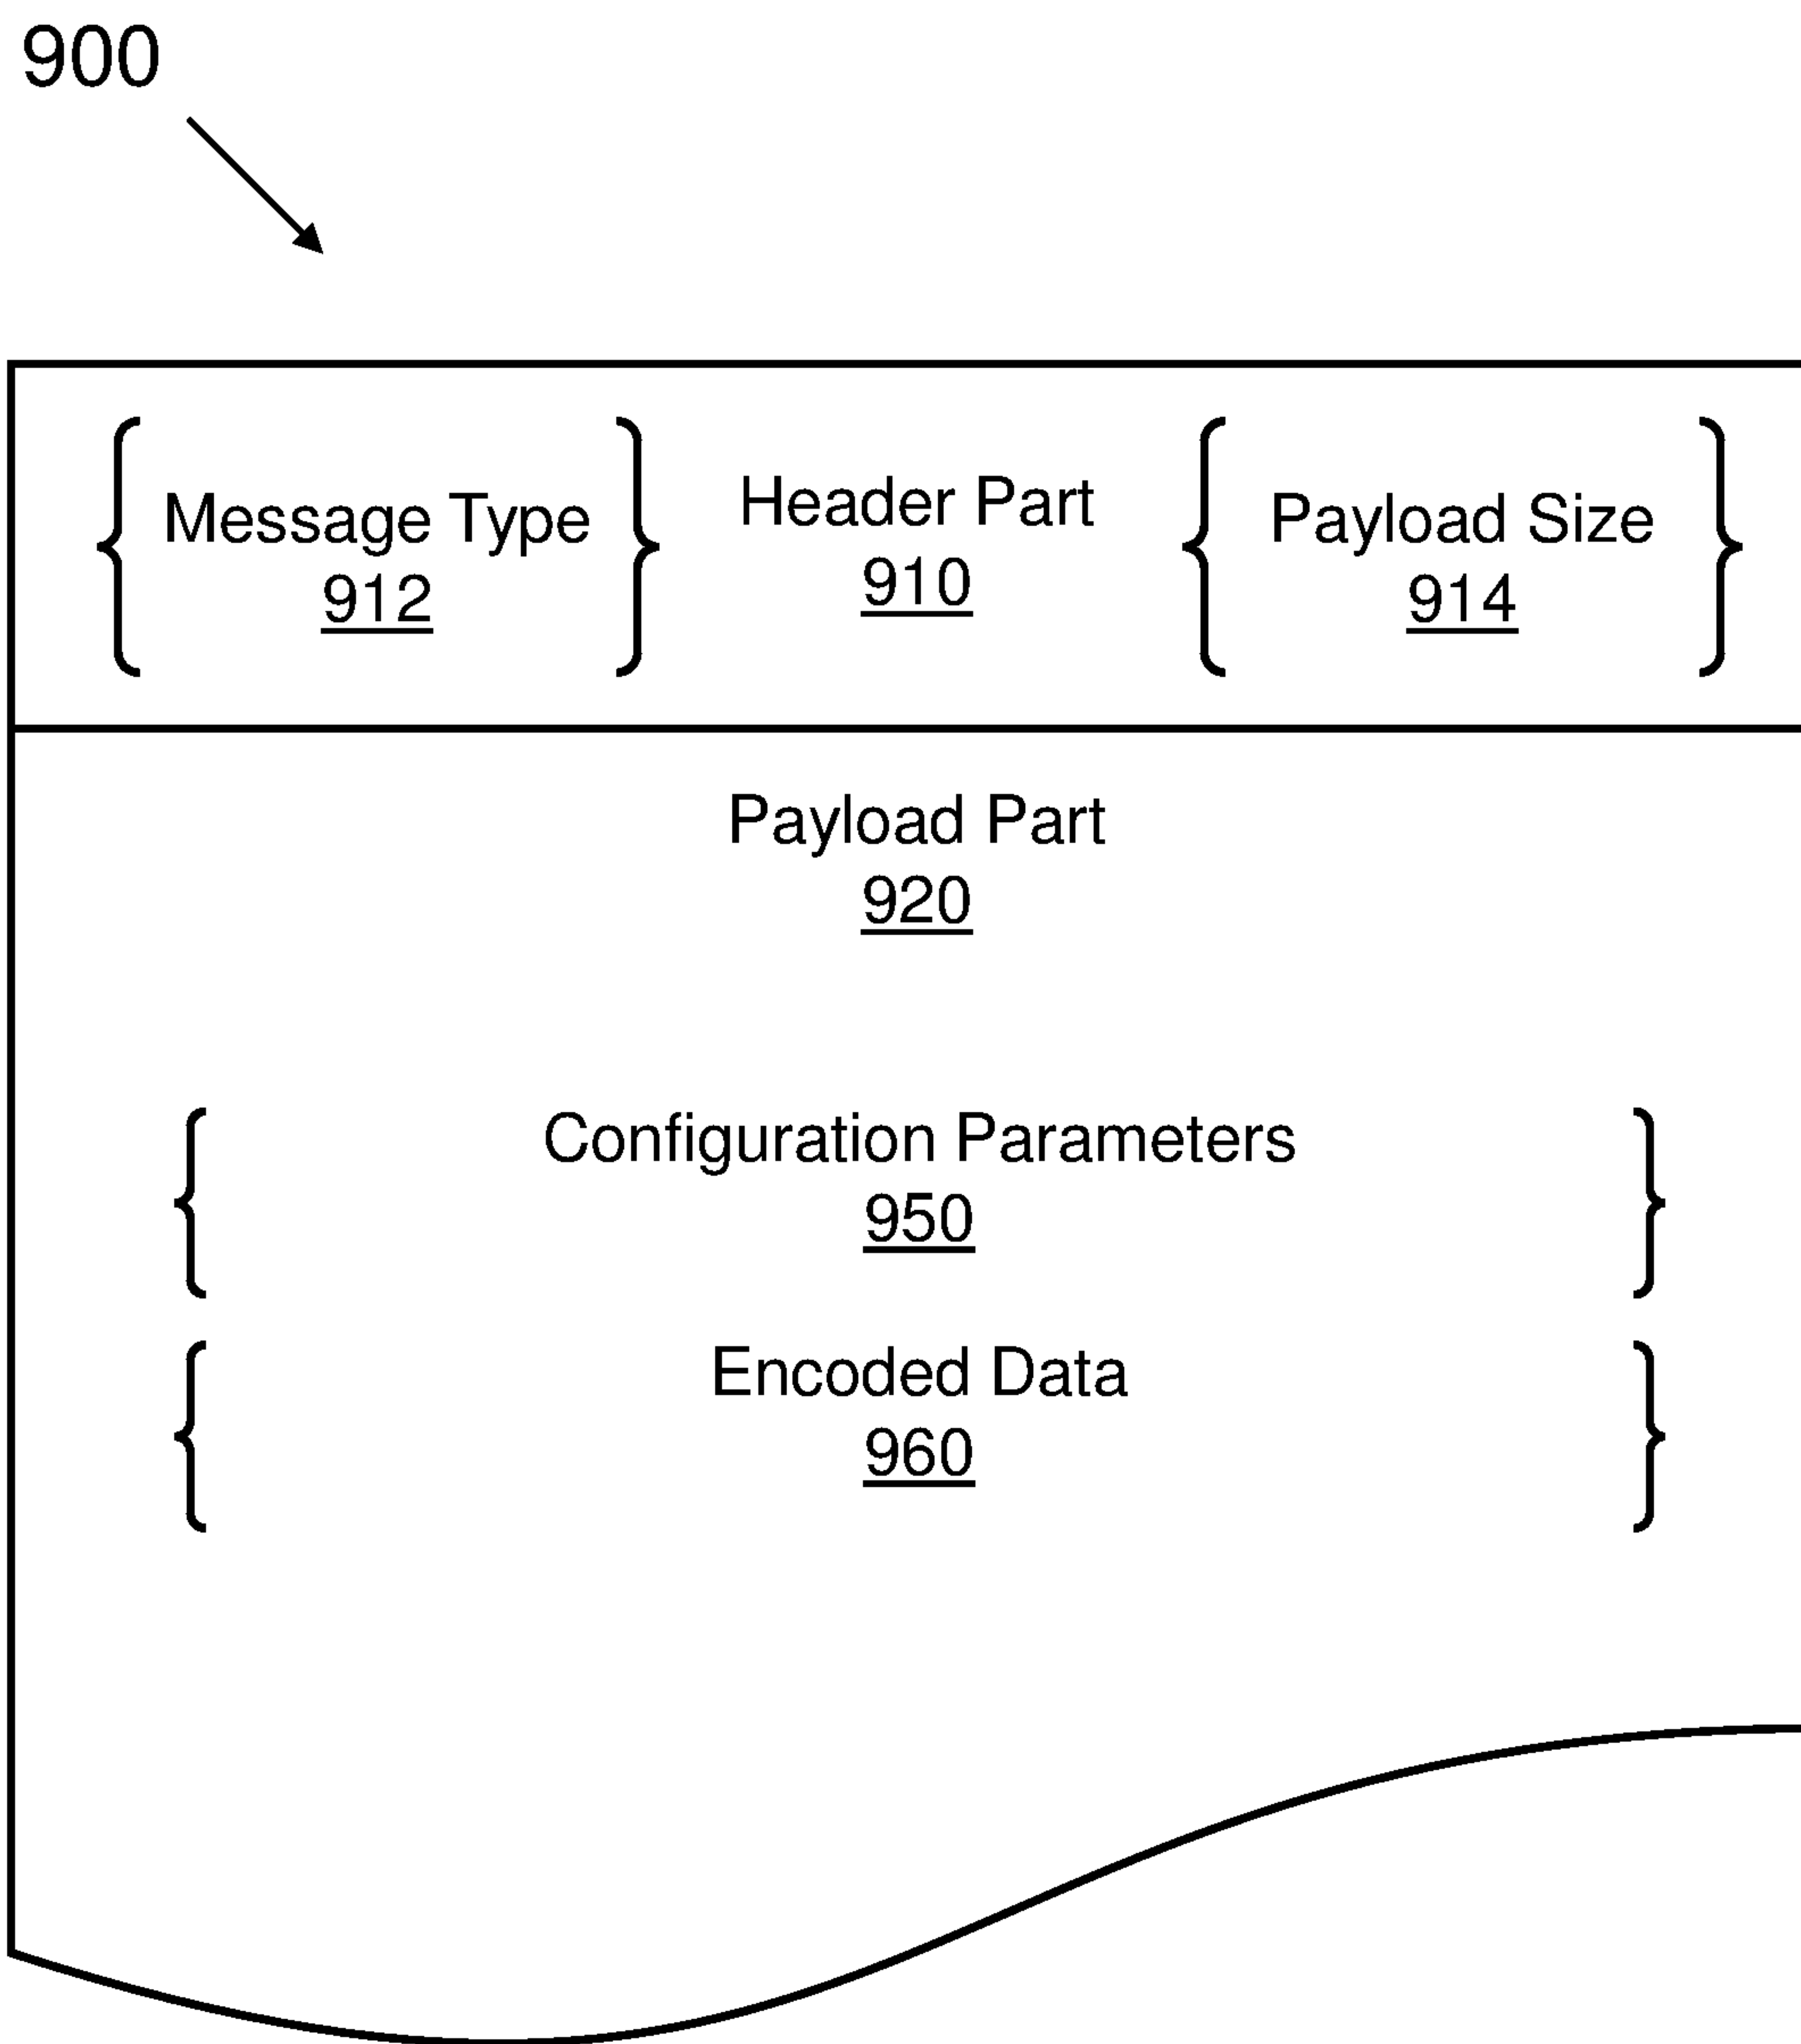 900
Message Type
912
Header Part
910
Payload Size
914
Payload Part
920
Configuration Parameters
950
Encoded Data
960